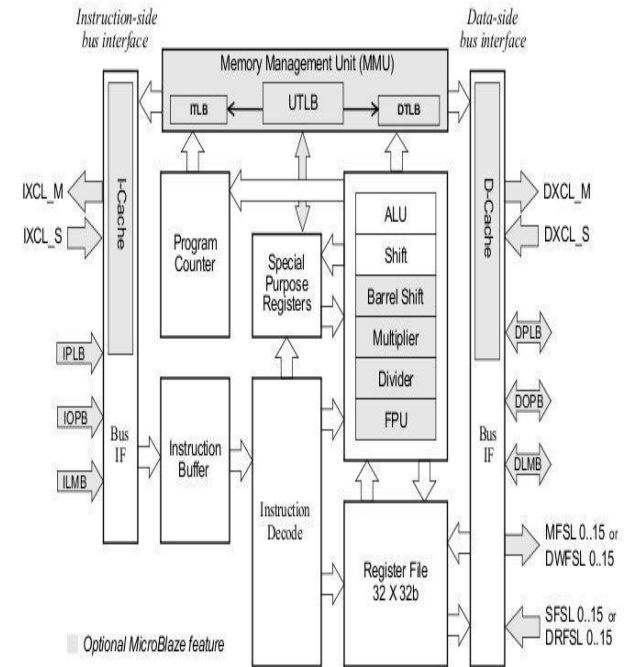 Instruction-side
bus interface
Data-side
bus interface
Memory Management Unit (MMU)
ITLB
UTLB
DTLB
I-Cache
D-Cache
IXCL_M
IXCL_S
DXCL_M
DXCL_S
Program
Counter
Special
Purpose
Registers
ALU
Shift
Barrel Shift
Multiplier
Divider
FPU
IPLB
IOPB
ILMB
Bus
IF
Instruction
Buffer
Instruction
Decode
Register File
32 X 32b
Bus
IF
DPLB
DOPB
DLMB
MFSL 0..15 or
DWFSL 0..15
SFSL 0..15 or
DRFSL 0..15
Optional MicroBlaze feature